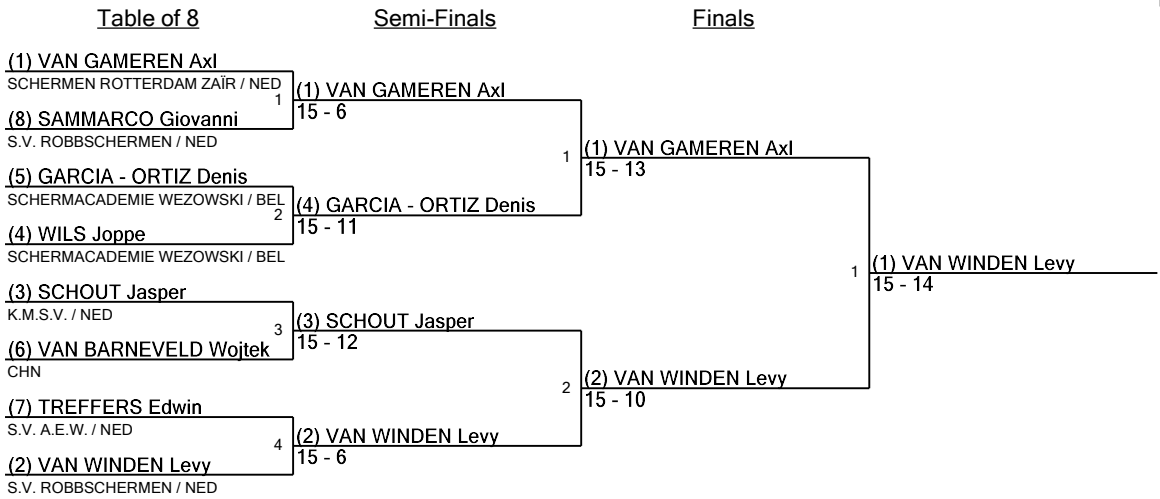 Table of 8
Semi-Finals
Finals
(1) VAN GAMEREN Axl
SCHERMEN ROTTERDAM ZAÏR / NED
1
(8) SAMMARCO Giovanni
S.V. ROBBSCHERMEN / NED
(5) GARCIA - ORTIZ Denis
SCHERMACADEMIE WEZOWSKI / BEL
2
(4) WILS Joppe
SCHERMACADEMIE WEZOWSKI / BEL
(3) SCHOUT Jasper
K.M.S.V. / NED
3
(6) VAN BARNEVELD Wojtek
CHN
(7) TREFFERS Edwin
S.V. A.E.W. / NED
4
(2) VAN WINDEN Levy
S.V. ROBBSCHERMEN / NED
(1) VAN GAMEREN Axl
15 - 6
1
(4) GARCIA - ORTIZ Denis
15 - 11
(3) SCHOUT Jasper
15 - 12
2
(2) VAN WINDEN Levy
15 - 6
(1) VAN GAMEREN Axl
15 - 13
1
(2) VAN WINDEN Levy
15 - 10
(1) VAN WINDEN Levy
15 - 14